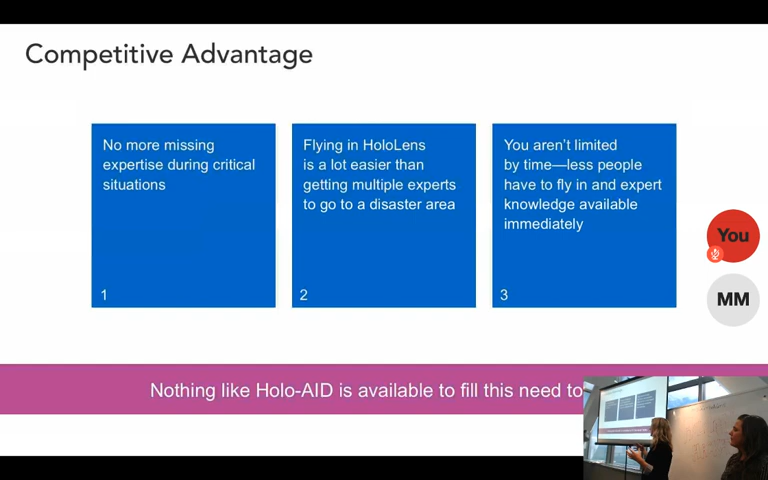 Competitive Advantage
No more missing
expertise during critical
situations
1
Flying in HoloLens
is a lot easier than
getting multiple experts
to go to a disaster area
2
You aren't limited
by time—less people
have to fly in and expert
knowledge available
immediately
3
You
MM
Nothing like Holo-AID is available to fill this need to